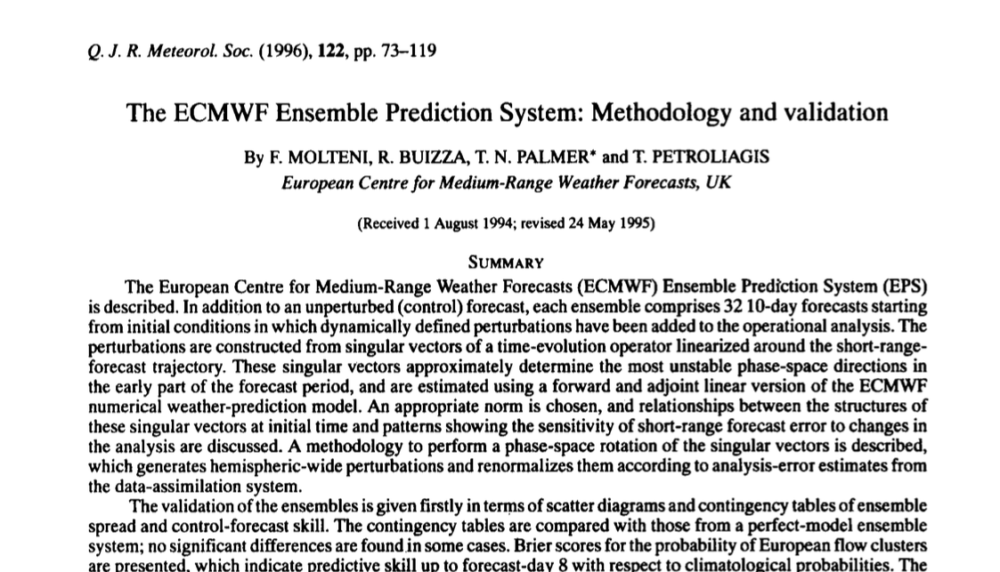 Q. J. R. Meteorol. Soc. (1996), 122, pp. 73–119
The ECMWF Ensemble Prediction System: Methodology and validation
By F. MOLTENI, R. BUIZZA, T. N. PALMER* and T. PETROLIAGIS
European Centre for Medium-Range Weather Forecasts, UK
(Received 1 August 1994; revised 24 May 1995)
SUMMARY
The European Centre for Medium-Range Weather Forecasts (ECMWF) Ensemble Prediction System (EPS)
is described. In addition to an unperturbed (control) forecast, each ensemble comprises 32 10-day forecasts starting
from initial conditions in which dynamically defined perturbations have been added to the operational analysis. The
perturbations are constructed from singular vectors of a time-evolution operator linearized around the short-range-
forecast trajectory. These singular vectors approximately determine the most unstable phase-space directions in
the early part of the forecast period, and are estimated using a forward and adjoint linear version of the ECMWF
numerical weather-prediction model. An appropriate norm is chosen, and relationships between the structures of
these singular vectors at initial time and patterns showing the sensitivity of short-range forecast error to changes in
the analysis are discussed. A methodology to perform a phase-space rotation of the singular vectors is described,
which generates hemispheric-wide perturbations and renormalizes them according to analysis-error estimates from
the data-assimilation system.
The validation of the ensembles is given firstly in terms of scatter diagrams and contingency tables of ensemble
spread and control-forecast skill. The contingency tables are compared with those from a perfect-model ensemble
system; no significant differences are found in some cases. Brier scores for the probability of European flow clusters
are presented, which indicate predictive skill up to forecast-day 8 with respect to climatological probabilities. The